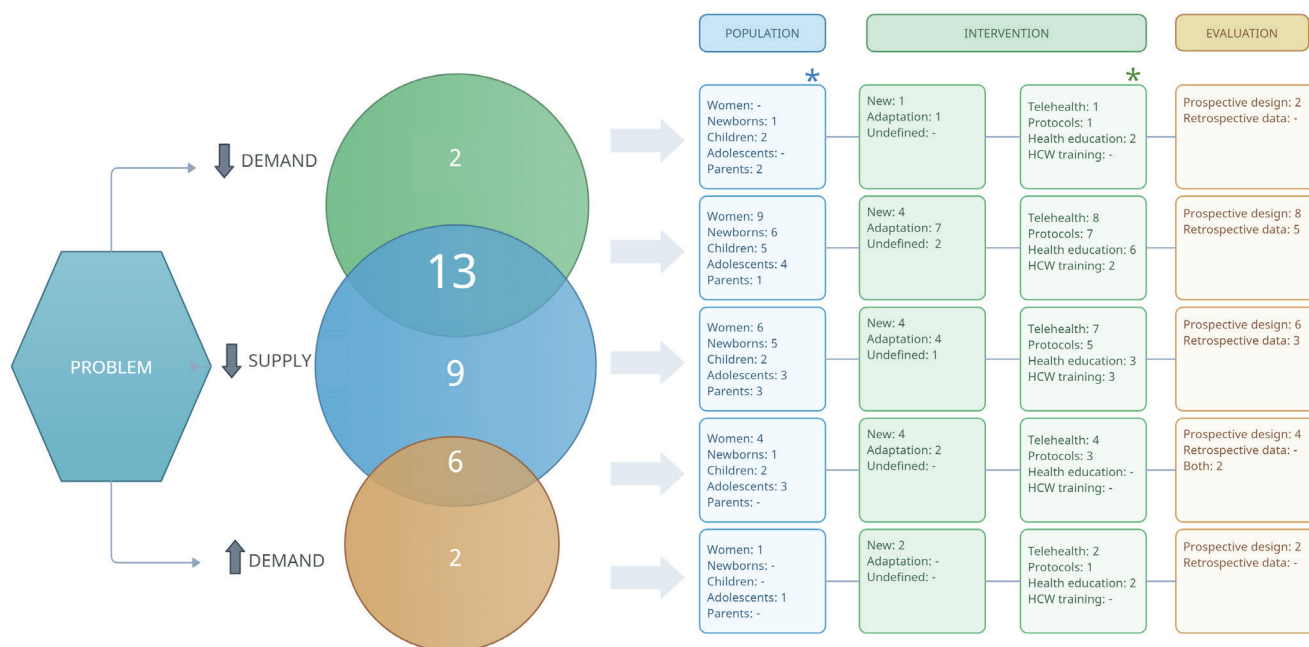 POPULATION
INTERVENTION
EVALUATION
*
*
PROBLEM
DEMAND
SUPPLY
DEMAND
2
13
9
6
2
Women: -
Newborns: 1
Children: 2
Adolescents: -
Parents: 2
New: 1
Adaptation: 1
Undefined: -
Telehealth: 1
Protocols: 1
Health education: 2
HCW training: -
Prospective design: 2
Retrospective data: -
Women: 9
Newborns: 6
Children: 5
Adolescents: 4
Parents: 1
New: 4
Adaptation: 7
Undefined: 2
Telehealth: 8
Protocols: 7
Health education: 6
HCW training: 2
Prospective design: 8
Retrospective data: 5
Women: 6
Newborns: 5
Children: 2
Adolescents: 3
Parents: 3
New: 4
Adaptation: 4
Undefined: 1
Telehealth: 7
Protocols: 5
Health education: 3
HCW training: 3
Prospective design: 6
Retrospective data: 3
Women: 4
Newborns: 1
Children: 2
Adolescents: 3
Parents: -
New: 4
Adaptation: 2
Undefined: -
Telehealth: 4
Protocols: 3
Health education: -
HCW training: -
Prospective design: 4
Retrospective data: -
Both: 2
Women: 1
Newborns: -
Children: -
Adolescents: 1
Parents: -
New: 2
Adaptation: -
Undefined: -
Telehealth: 2
Protocols: 1
Health education: 2
HCW training: -
Prospective design: 2
Retrospective data: -